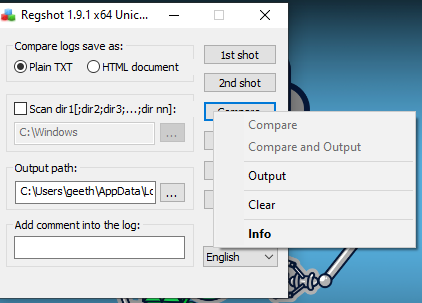 Regshot 1.9.1 x64 Unic...
Compare logs save as:
Plain TXT
HTML document
1st shot
2nd shot
Compare
Scan dir1[;dir2;dir3;...;dir nn]:
C:\Windows
...
Output path:
C:\Users\geeth\AppData\Lo
...
Add comment into the log:
English
Compare
Compare and Output
Output
Clear
Info